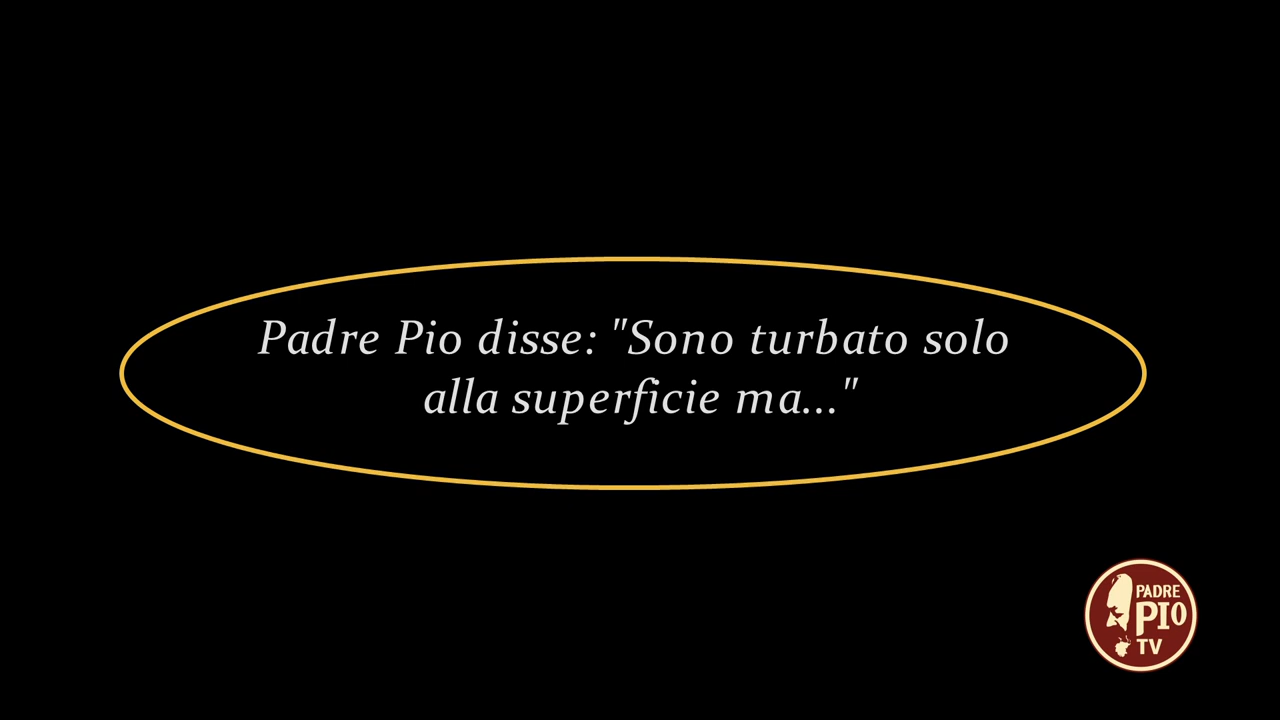 Padre Pio disse: "Sono turbato solo
alla superficie ma..."
PADRE
PIO
TV